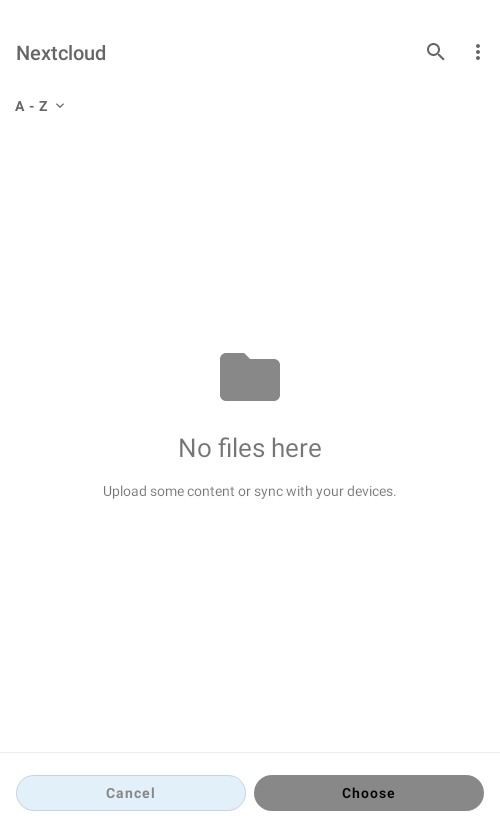 Nextcloud
A - Z
No files here
Upload some content or sync with your devices.
Cancel
Choose